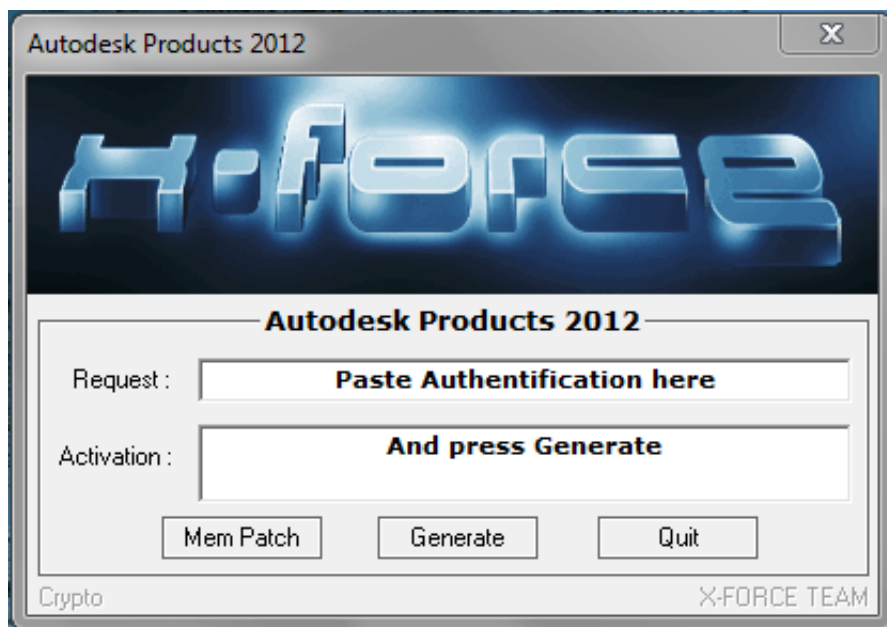 Autodesk Products 2012
x-force
Autodesk Products 2012
Request :
Paste Authentification here
Activation :
And press Generate
Mem Patch
Generate
Quit
Crypto
X-FORCE TEAM